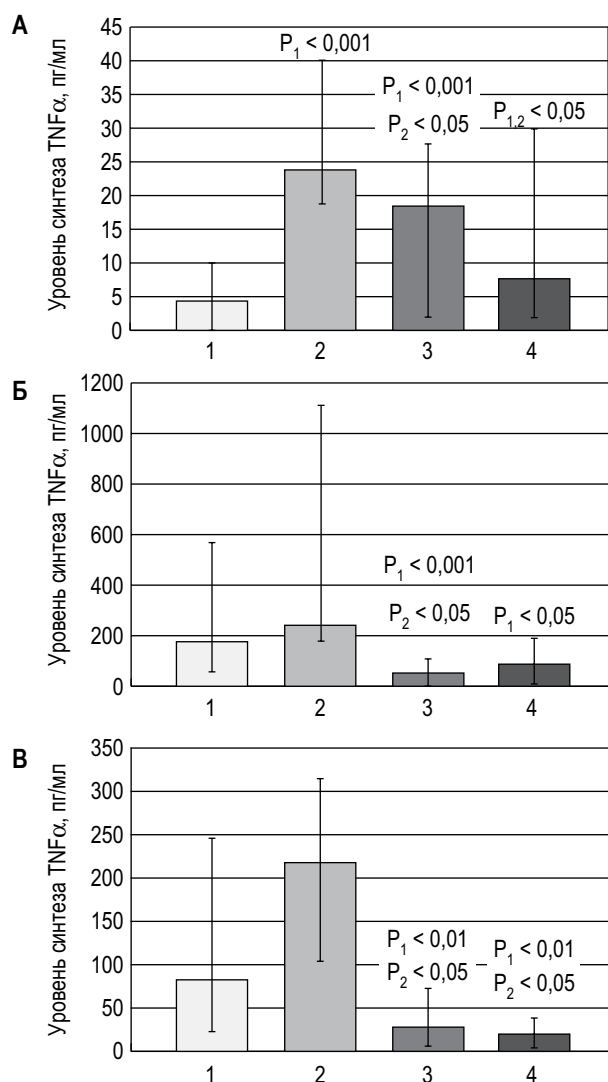 А
Уровень синтеза TNFα, пг/мл
45
40
35
30
25
20
15
10
5
0
P1 < 0,001
P1 < 0,001
P2 < 0,05
P1,2 < 0,05
1 2 3 4
Б
Уровень синтеза TNFα, пг/мл
1200
1000
800
600
400
200
0
P1 < 0,001
P2 < 0,05
P1 < 0,05
1 2 3 4
В
Уровень синтеза TNFα, пг/мл
350
300
250
200
150
100
50
0
P1 < 0,01
P2 < 0,05
P1 < 0,01
P2 < 0,05
1 2 3 4